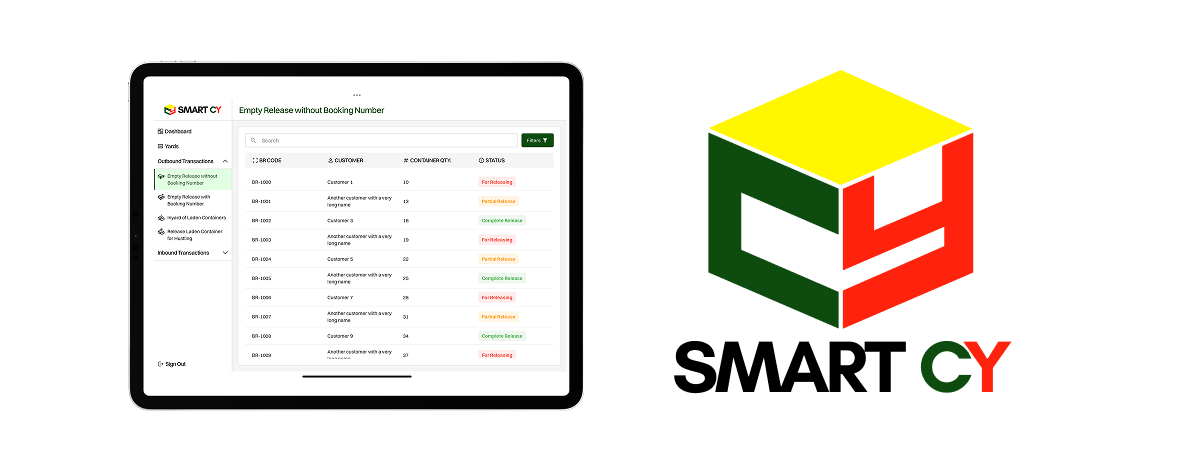 SMART CY
Empty Release without Booking Number
Dashboard
Yards
Outbound Transactions
Empty Release without
Booking Number
Empty Release with
Booking Number
Inyard of Laden Containers
Release Laden Container
for Hustling
Inbound Transactions
Sign Out
Search
Filters
BR CODE CUSTOMER # CONTAINER QTY. STATUS
BR-1000 Customer 1 10 For Releasing
BR-1001 Another customer with a very
long name 13 Partial Release
BR-1002 Customer 3 16 Complete Release
BR-1003 Another customer with a very
long name 19 For Releasing
BR-1004 Customer 5 22 Partial Release
BR-1005 Another customer with a very
long name 25 Complete Release
BR-1006 Customer 7 28 For Releasing
BR-1007 Another customer with a very
long name 31 Partial Release
BR-1008 Customer 9 34 Complete Release
BR-1009 Another customer with a very
long name 37 For Releasing
CY
SMART CY